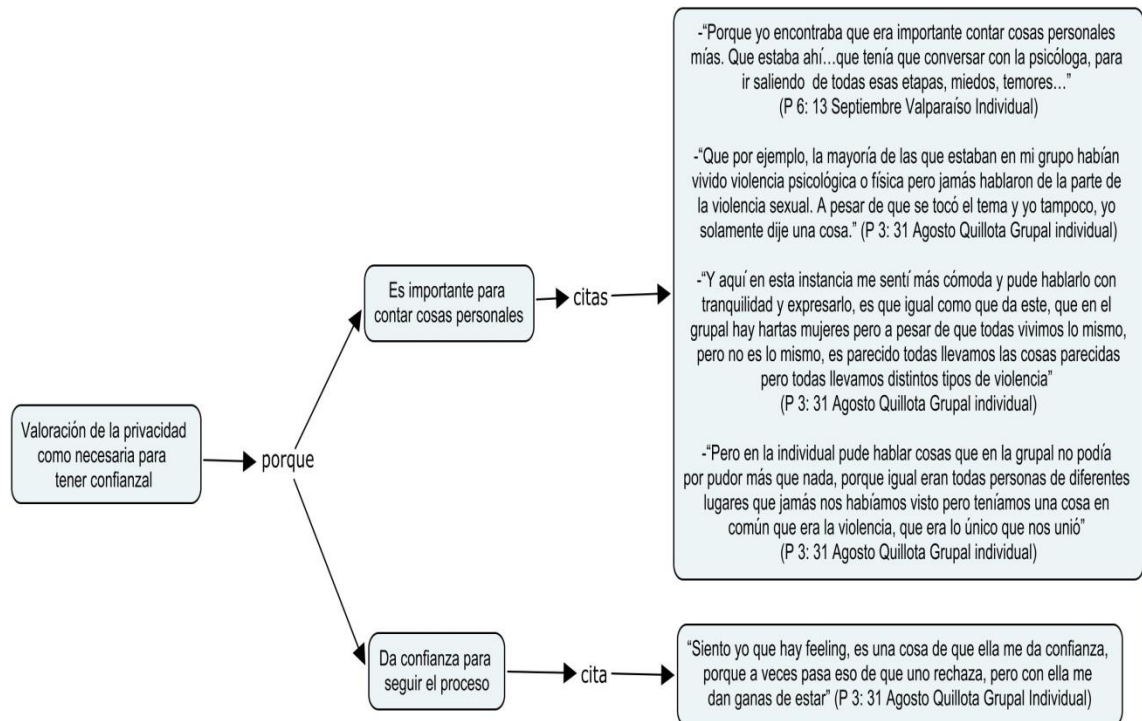 Valoración de la privacidad
como necesaria para
tener confianzal
porque
Es importante para
contar cosas personales
citas
-“Porque yo encontraba que era importante contar cosas personales
mías. Que estaba ahí...que tenía que conversar con la psicóloga, para
ir saliendo de todas esas etapas, miedos, temores...”
(P 6: 13 Septiembre Valparaíso Individual)
-“Que por ejemplo, la mayoría de las que estaban en mi grupo habían
vivido violencia psicológica o física pero jamás hablaron de la parte de
la violencia sexual. A pesar de que se tocó el tema y yo tampoco, yo
solamente dije una cosa.” (P 3: 31 Agosto Quillota Grupal individual)
-“Y aquí en esta instancia me sentí más cómoda y pude hablarlo con
tranquilidad y expresarlo, es que igual como que da este, que en el
grupal hay hartas mujeres pero a pesar de que todas vivimos lo mismo,
pero no es lo mismo, es parecido todas llevamos las cosas parecidas
pero todas llevamos distintos tipos de violencia”
(P 3: 31 Agosto Quillota Grupal individual)
-“Pero en la individual pude hablar cosas que en la grupal no podía
por pudor más que nada, porque igual eran todas personas de diferentes
lugares que jamás nos habíamos visto pero teníamos una cosa en
común que era la violencia, que era lo único que nos unió”
(P 3: 31 Agosto Quillota Grupal individual)
Da confianza para
seguir el proceso
cita
“Siento yo que hay feeling, es una cosa de que ella me da confianza,
porque a veces pasa eso de que uno rechaza, pero con ella me
dan ganas de estar” (P 3: 31 Agosto Quillota Grupal Individual)